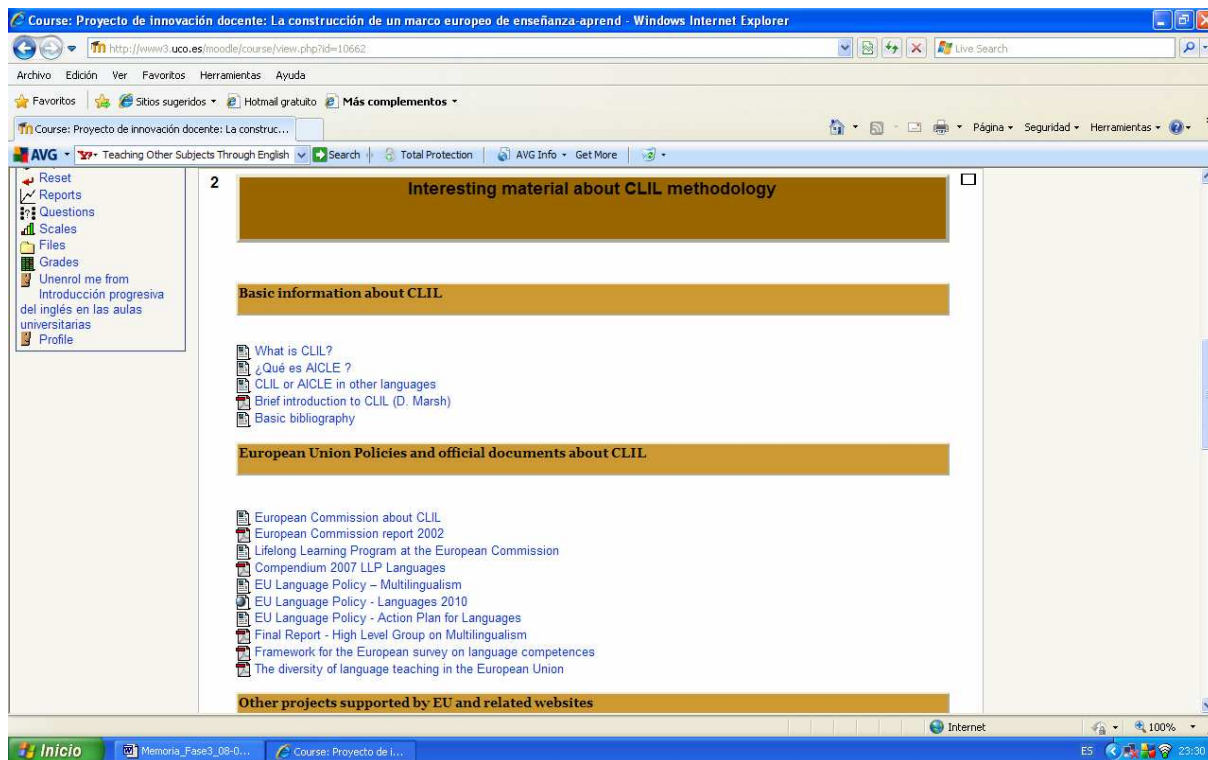 Course: Proyecto de innovación docente: La construcción de un marco europeo de enseñanza-aprend - Windows Internet Explorer
http://www3.uco.es/moodle/course/view.php?id=10662
Live Search
Archivo Edición Ver Favoritos Herramientas Ayuda
Favoritos Sitios sugeridos Hotmail gratuito Más complementos
Course: Proyecto de innovación docente: La construc...
Página Seguridad Herramientas
AVG Teaching Other Subjects Through English Search Total Protection AVG Info Get More
Reset
Reports
Questions
Scales
Files
Grades
Unenrol me from
Introducción progresiva
del inglés en las aulas
universitarias
Profile
2
Interesting material about CLIL methodology
Basic information about CLIL
What is CLIL?
¿Qué es AICLE ?
CLIL or AICLE in other languages
Brief introduction to CLIL (D. Marsh)
Basic bibliography
European Union Policies and official documents about CLIL
European Commission about CLIL
European Commission report 2002
Lifelong Learning Program at the European Commission
Compendium 2007 LLP Languages
EU Language Policy – Multilingualism
EU Language Policy - Languages 2010
EU Language Policy - Action Plan for Languages
Final Report - High Level Group on Multilingualism
Framework for the European survey on language competences
The diversity of language teaching in the European Union
Other projects supported by EU and related websites
Internet 100%
Inicio Memoria_Fase3_08-0... Course: Proyecto de i... ES 23:30